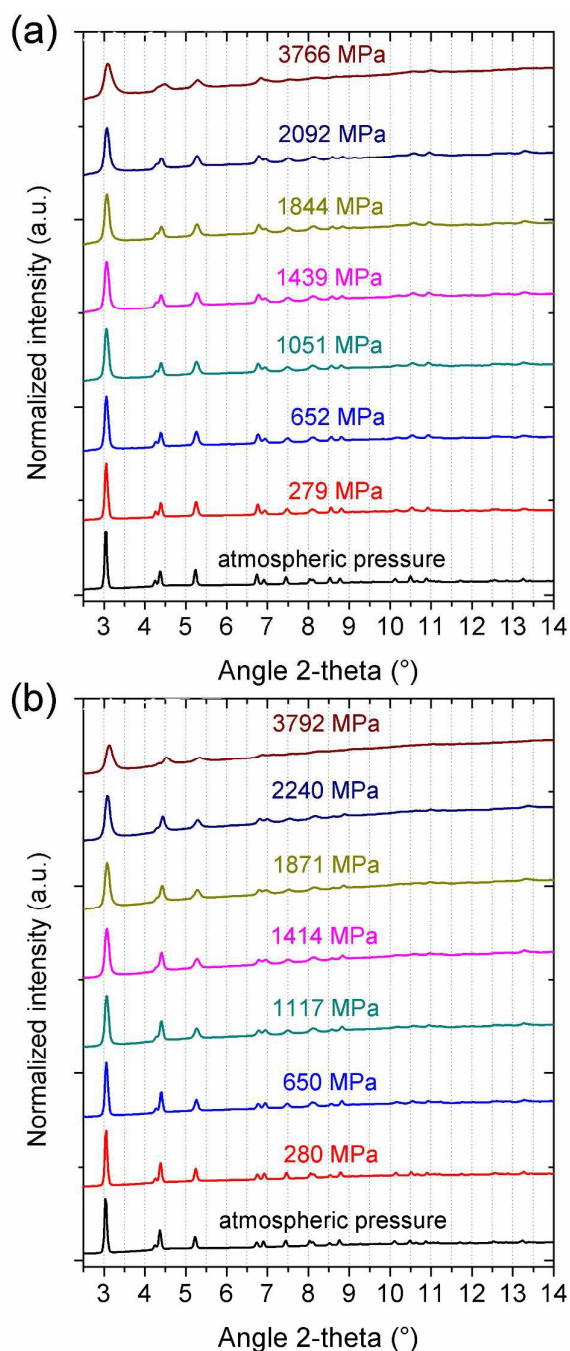 (a)
3766 MPa
2092 MPa
1844 MPa
1439 MPa
1051 MPa
652 MPa
279 MPa
atmospheric pressure
Normalized intensity (a.u.)
3 4 5 6 7 8 9 10 11 12 13 14
Angle 2-theta (°)
(b)
3792 MPa
2240 MPa
1871 MPa
1414 MPa
1117 MPa
650 MPa
280 MPa
atmospheric pressure
Normalized intensity (a.u.)
3 4 5 6 7 8 9 10 11 12 13 14
Angle 2-theta (°)